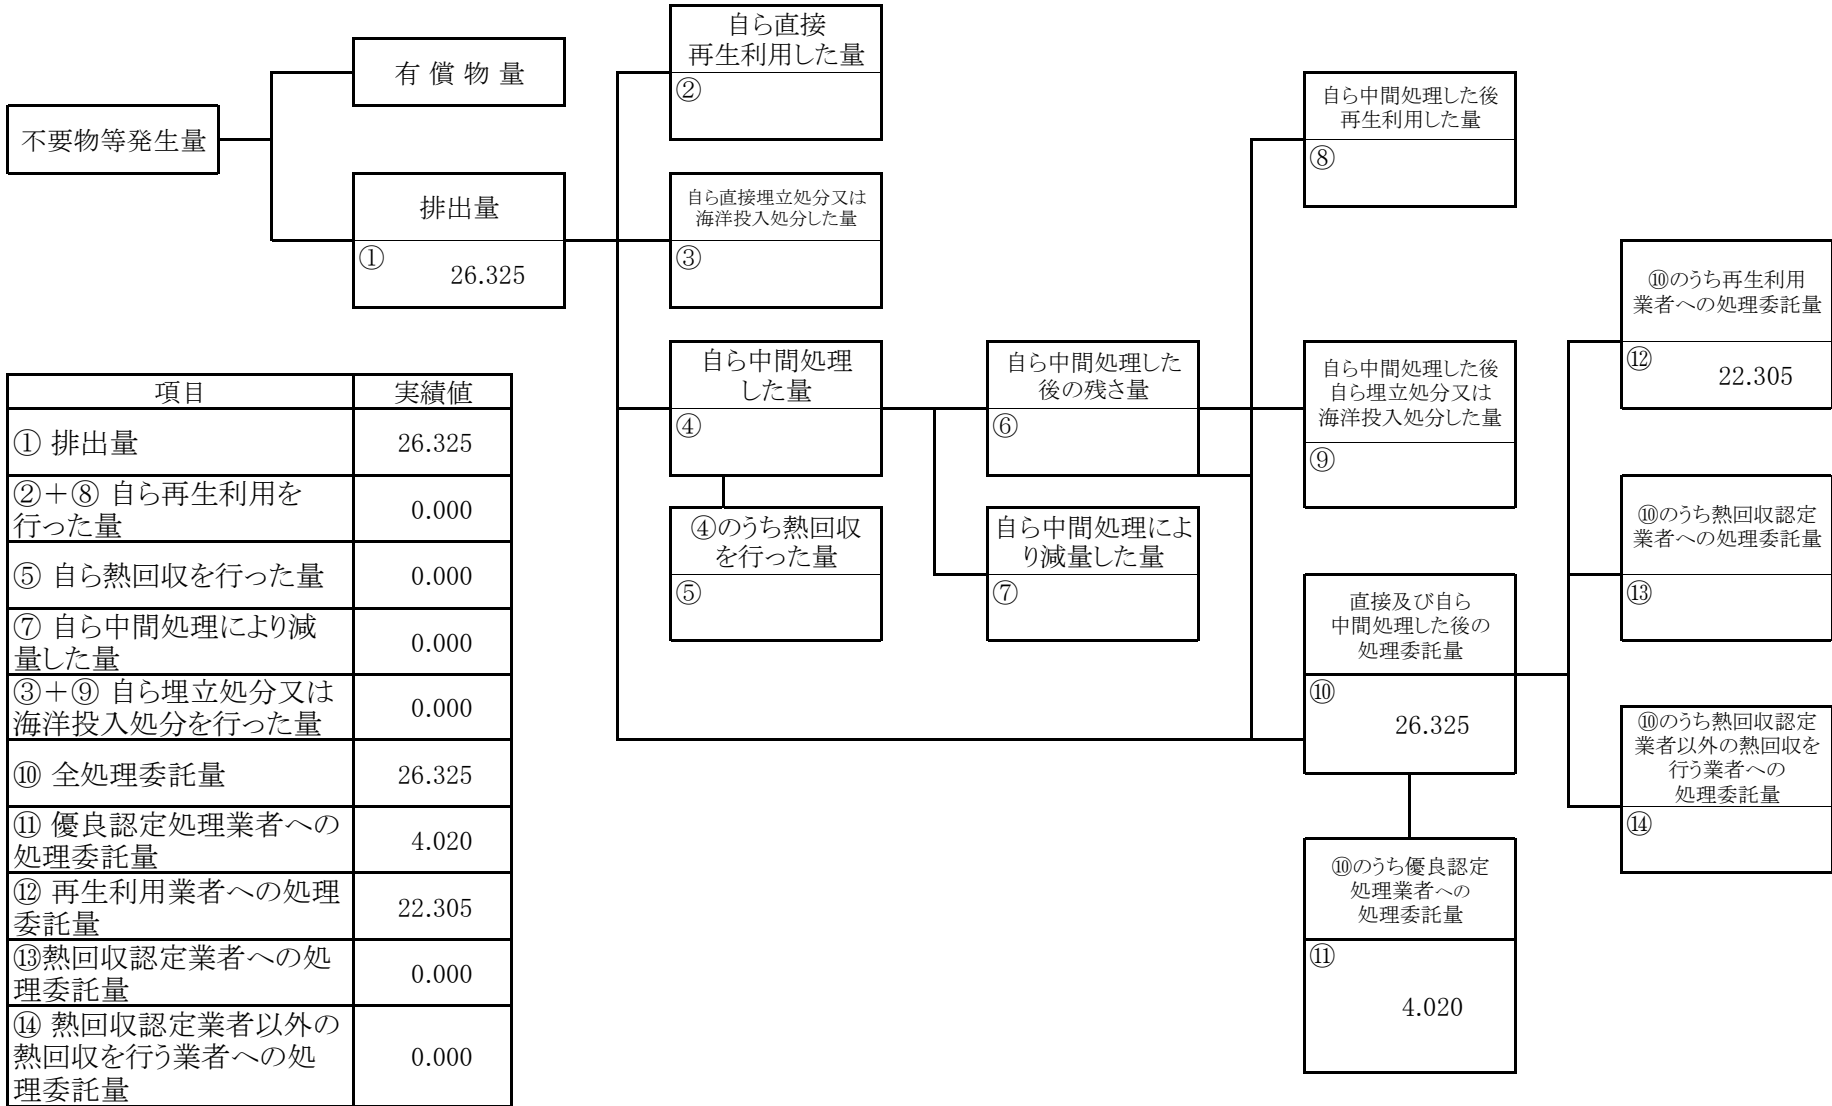 不要物等発生量
有 償 物 量
排出量
①
26.325
自ら直接
再生利用した量
②
自ら直接埋立処分又は
海洋投入処分した量
③
自ら中間処理
した量
④
④のうち熱回収
を行った量
⑤
自ら中間処理した
後の残さ量
⑥
自ら中間処理によ
り減量した量
⑦
自ら中間処理した後
再生利用した量
⑧
自ら中間処理した後
自ら埋立処分又は
海洋投入処分した量
⑨
直接及び自ら
中間処理した後の
処理委託量
⑩
26.325
⑩のうち優良認定
処理業者への
処理委託量
⑪
4.020
⑩のうち再生利用
業者への処理委託量
⑫
22.305
⑩のうち熱回収認定
業者への処理委託量
⑬
⑩のうち熱回収認定
業者以外の熱回収を
行う業者への
処理委託量
⑭
項目 実績値
① 排出量 26.325
②＋⑧ 自ら再生利用を
行った量 0.000
⑤ 自ら熱回収を行った量 0.000
⑦ 自ら中間処理により減
量した量 0.000
③＋⑨ 自ら埋立処分又は
海洋投入処分を行った量 0.000
⑩ 全処理委託量 26.325
⑪ 優良認定処理業者への
処理委託量 4.020
⑫ 再生利用業者への処理
委託量 22.305
⑬熱回収認定業者への処
理委託量 0.000
⑭ 熱回収認定業者以外の
熱回収を行う業者への処
理委託量 0.000